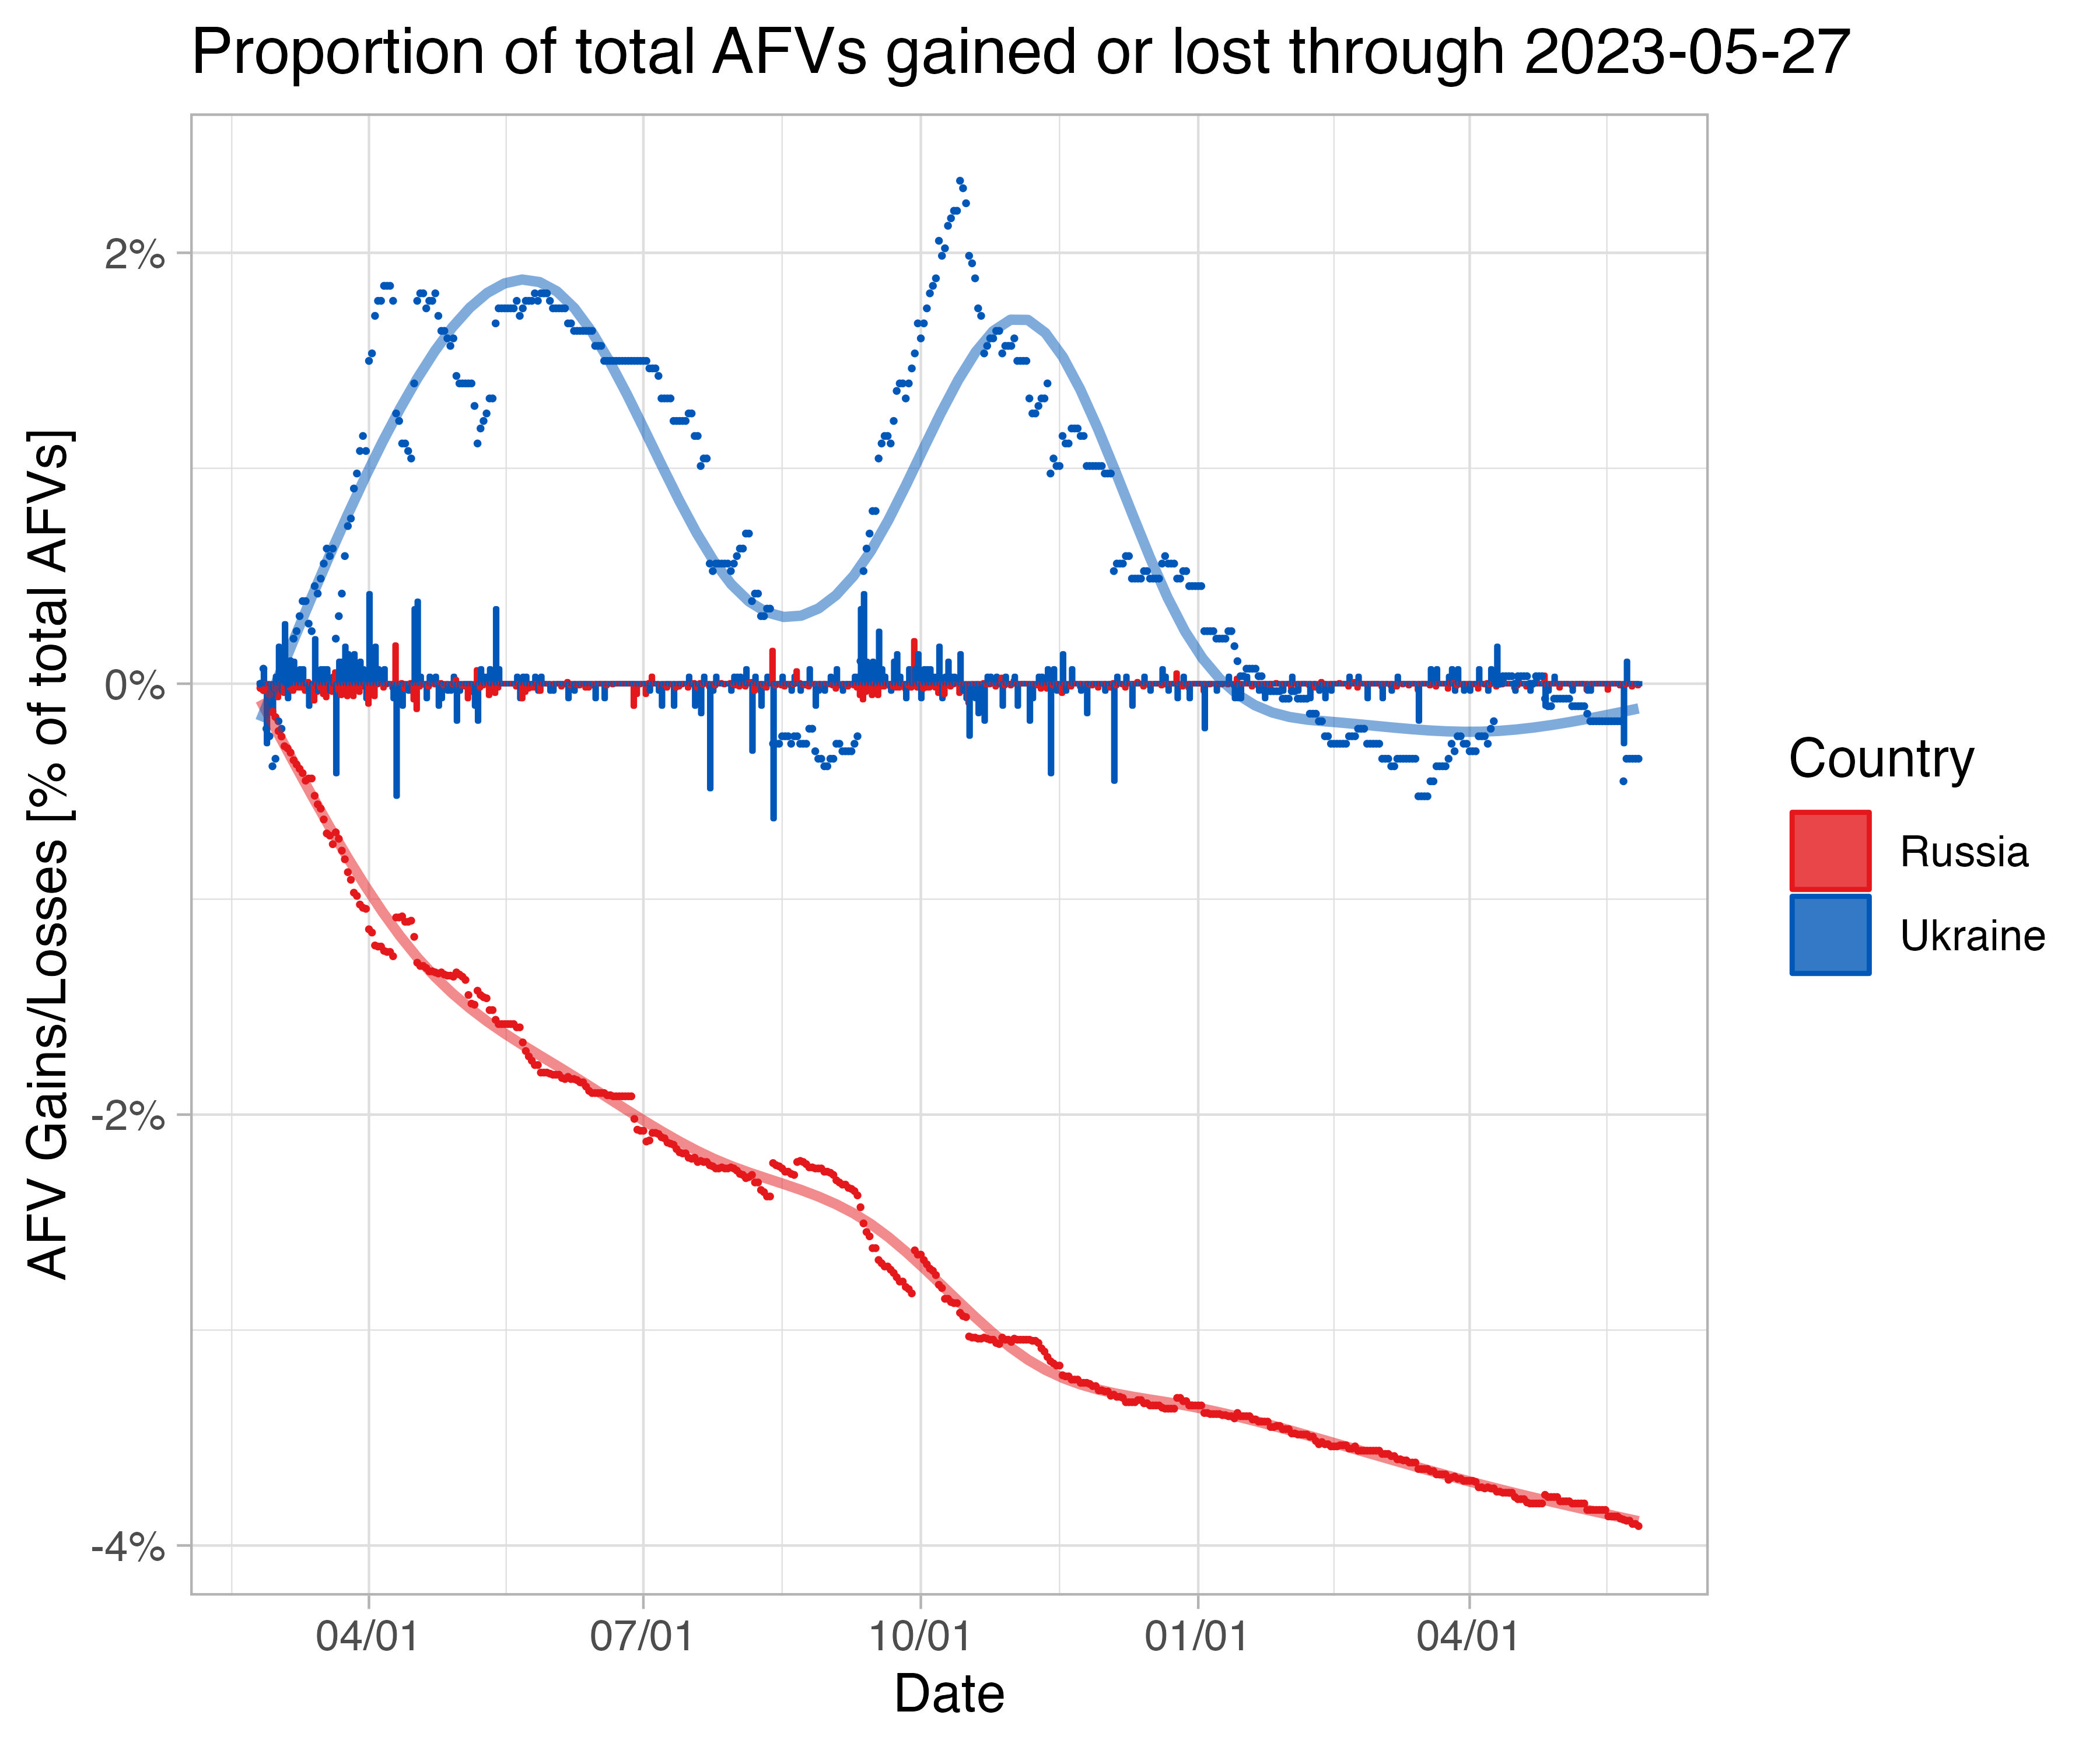 Proportion of total AFVs gained or lost through 2023-05-27
AFV Gains/Losses [% of total AFVs]
2%
0%
-2%
-4%
04/01
07/01
10/01
01/01
04/01
Date
Country
Russia
Ukraine